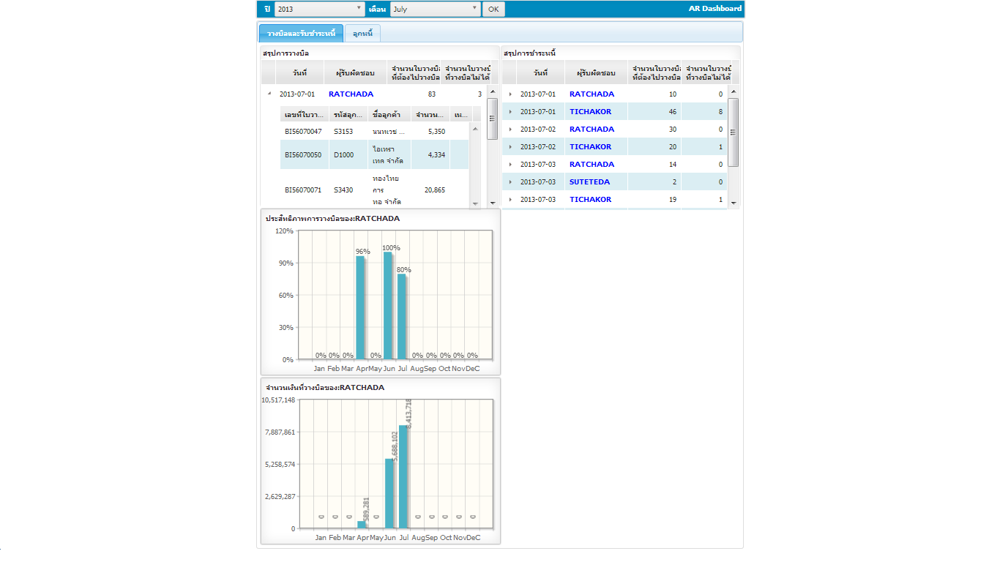 ปี 2013 เดือน July OK AR Dashboard
วางบิลและรับชำระหนี้ ลูกหนี้
สรุปการวางบิล
วันที่ ผู้รับผิดชอบ จำนวนใบวางบิล ที่ต้องไปวางบิล จำนวนใบวางบิ ที่วางบิลไม่ได้
2013-07-01 RATCHADA 83 3
เลขที่ใบวา... รหัสลูก... ชื่อลูกค้า จำนวน... เห...
BI56070047 S3153 นนทเวช ... 5,350
BI56070050 D1000 ไอเทรา เทค จำกัด 4,334
BI56070071 S3430 ทองไทย การ ทอ จำกัด 20,865
สรุปการชำระหนี้
วันที่ ผู้รับผิดชอบ จำนวนใบวางบิล ที่ต้องไปวางบิล จำนวนใบวางบิ ที่วางบิลไม่ได้
2013-07-01 RATCHADA 10 0
2013-07-01 TICHAKOR 46 8
2013-07-02 RATCHADA 30 0
2013-07-02 TICHAKOR 20 1
2013-07-03 RATCHADA 14 0
2013-07-03 SUTETEDA 2 0
2013-07-03 TICHAKOR 19 1
ประสิทธิภาพการวางบิลของ:RATCHADA
120%
90%
60%
30%
0%
0% 0% 0% 96% 0% 100% 80% 0% 0% 0% 0% 0%
Jan Feb Mar Apr May Jun Jul Aug Sep Oct Nov DeC
จำนวนเงินที่วางบิลของ:RATCHADA
10,517,148
7,887,861
5,258,574
2,629,287
0
0 0 0 589,281 0 5,688,102 8,413,718 0 0 0 0 0
Jan Feb Mar Apr May Jun Jul Aug Sep Oct Nov DeC